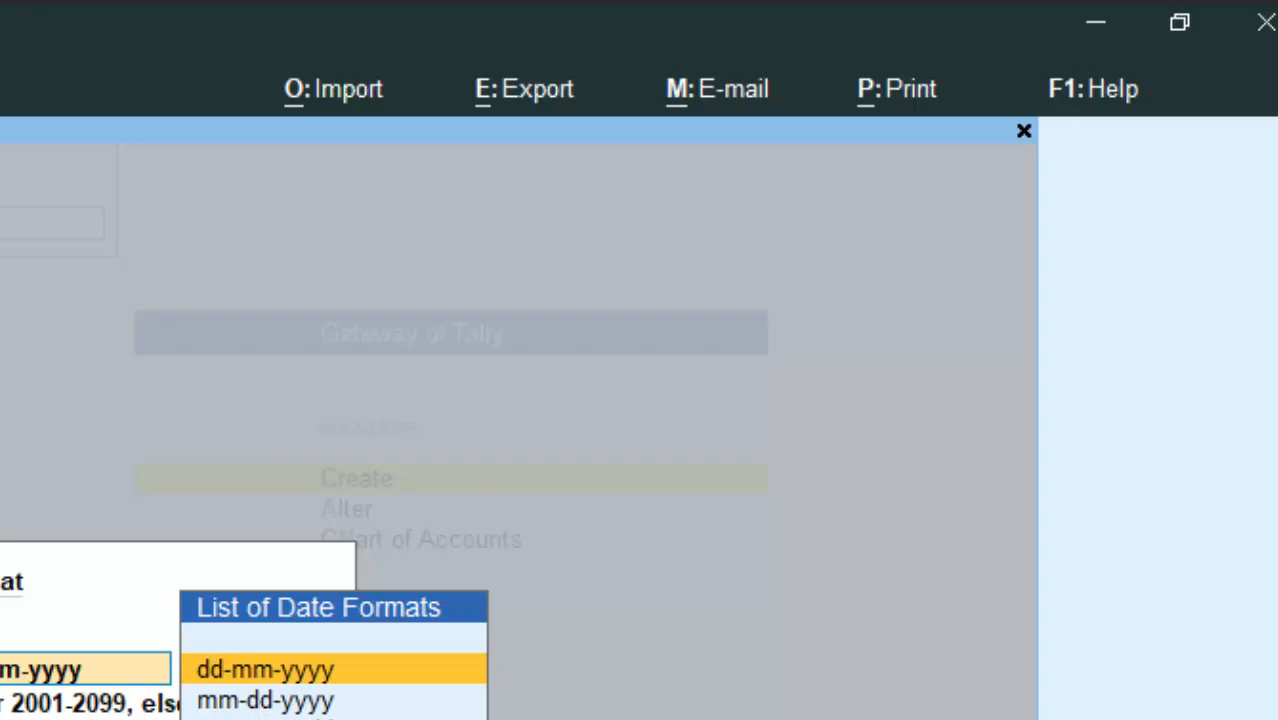 O: Import E: Export M: E-mail P: Print F1: Help
Gateway of Tally
Create
Alter
Chart of Accounts
at
List of Date Formats
m-yyyy
dd-mm-yyyy
r 2001-2099, els
mm-dd-yyyy